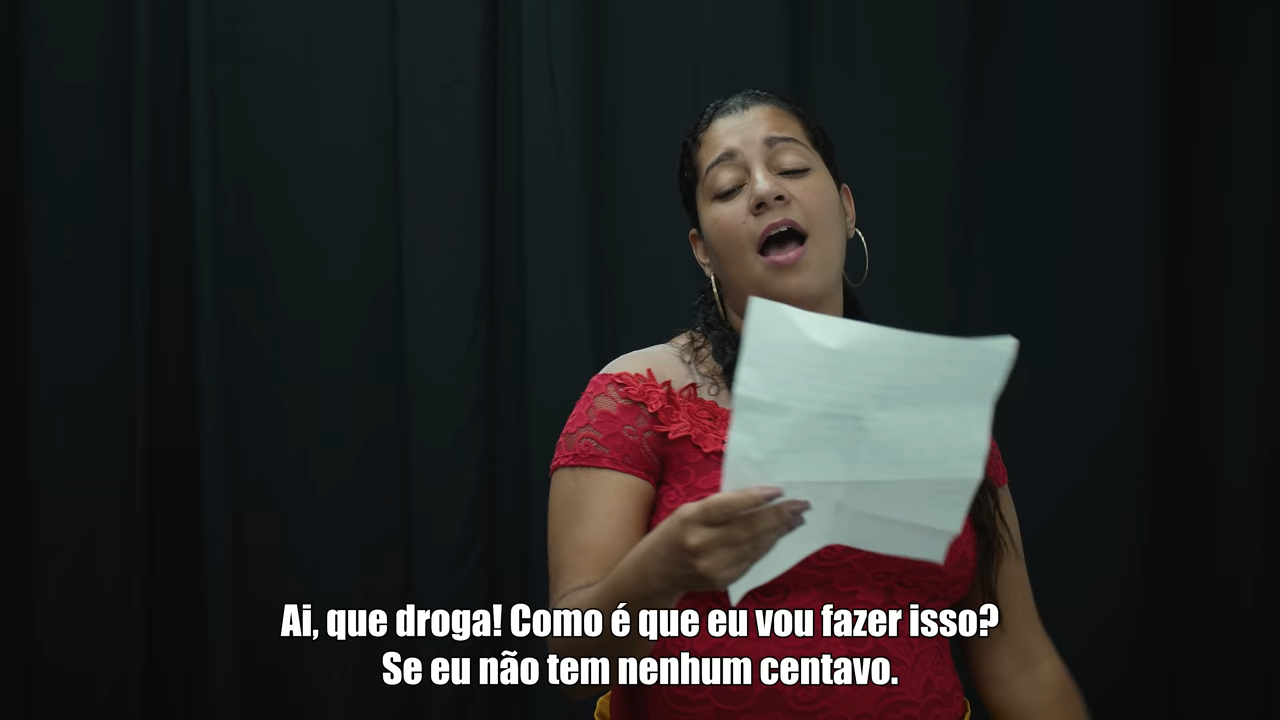 Ai, que droga! Como é que eu vou fazer isso?
Se eu não tem nenhum centavo.